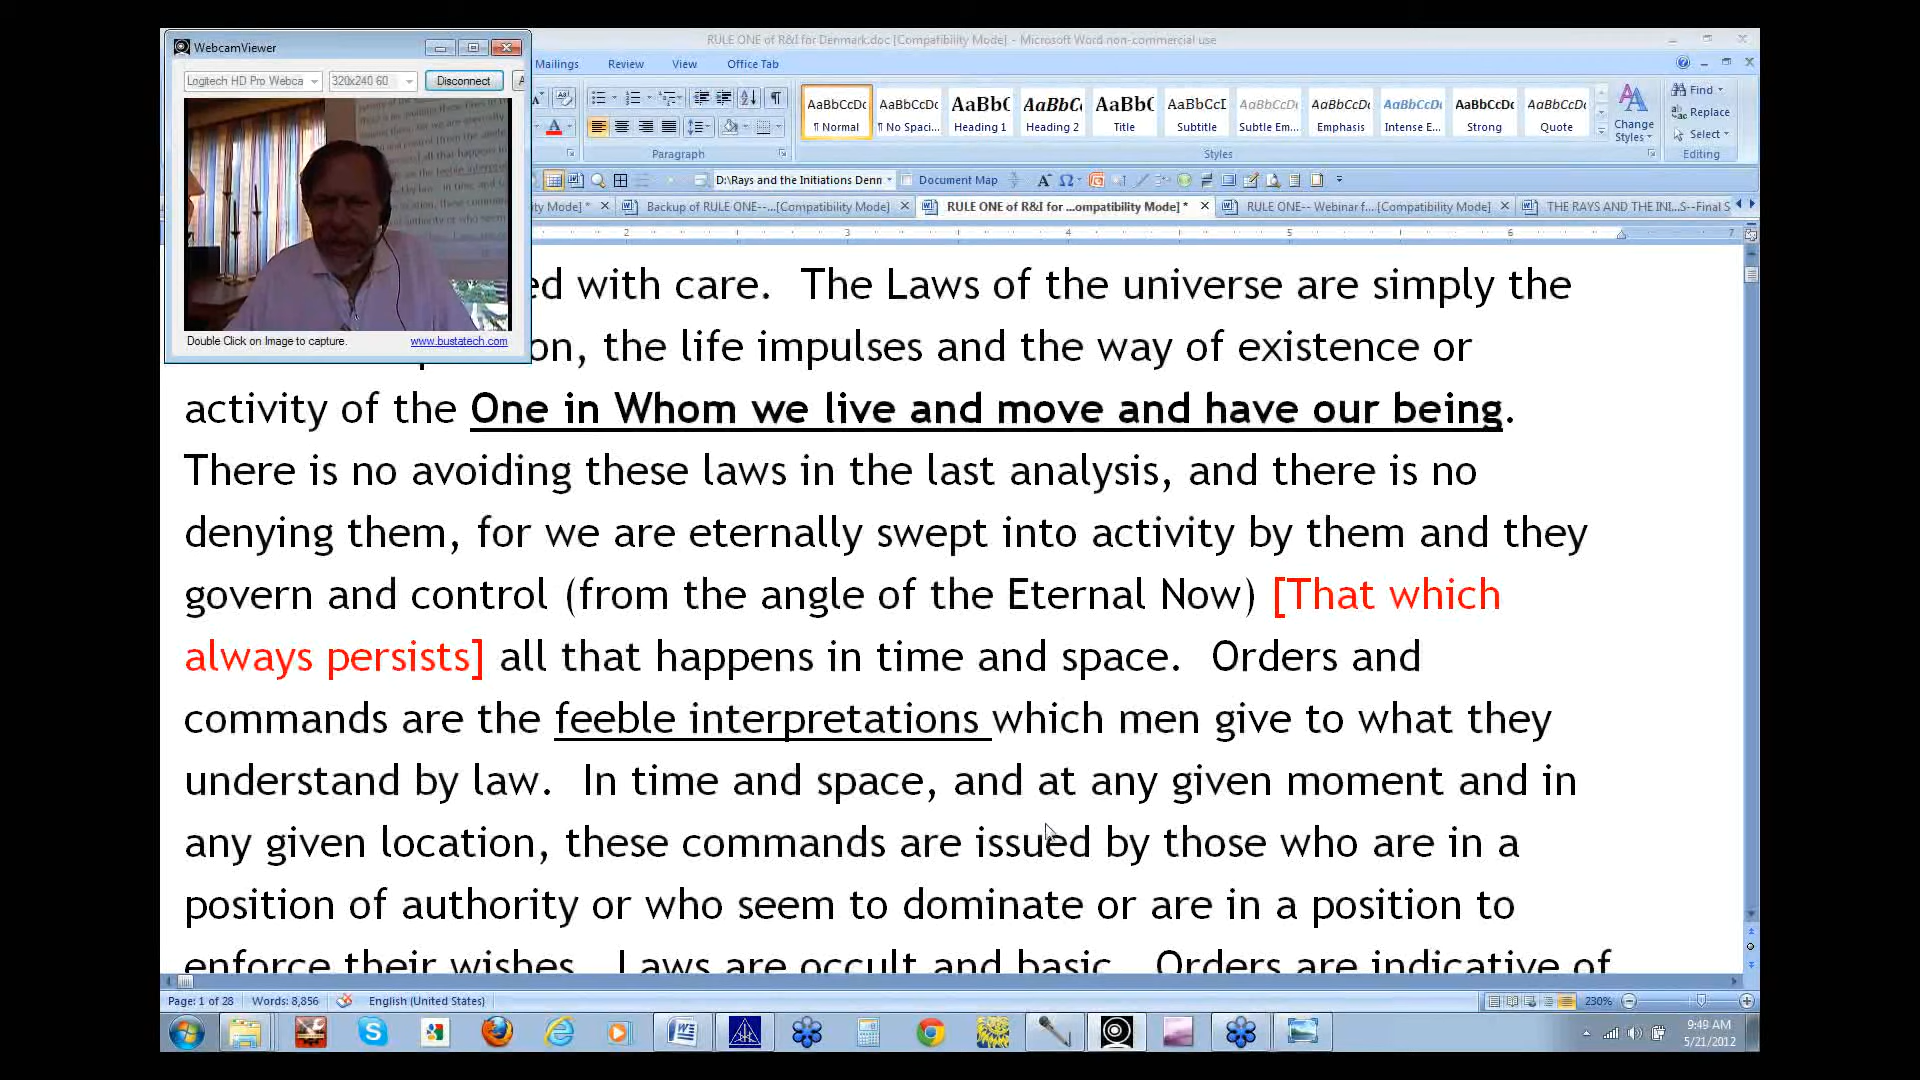 WebcamViewer
RULE ONE of R&I for Denmark.doc [Compatibility Mode] - Microsoft Word non-commercial use
Logitech HD Pro Webca
320x240 60
Disconnect
Mailings
Review
View
Office Tab
AaBbCcDc
AaBbCcDc
AaBbC
AaBbC
AaBbC
AaBbCcI
AaBbCcDc
AaBbCcDc
AaBbCcDc
AaBbCcDc
AaBbCcDc
¶ Normal
¶ No Spaci...
Heading 1
Heading 2
Title
Subtitle
Subtle Em...
Emphasis
Intense E...
Strong
Quote
Change
Styles
Find
Replace
Select
Paragraph
Styles
Editing
D:\Rays and the Initiations Denn
Document Map
ty Mode] *
Backup of RULE ONE--...[Compatibility Mode]
RULE ONE of R&I for ...ompatibility Mode] *
RULE ONE-- Webinar f...[Compatibility Mode]
THE RAYS AND THE INI...S--Final S
2 3 4 5 6 7
Double Click on Image to capture.
www.bustatech.com
ed with care. The Laws of the universe are simply the
on, the life impulses and the way of existence or
activity of the One in Whom we live and move and have our being.
There is no avoiding these laws in the last analysis, and there is no
denying them, for we are eternally swept into activity by them and they
govern and control (from the angle of the Eternal Now) [That which
always persists] all that happens in time and space. Orders and
commands are the feeble interpretations which men give to what they
understand by law. In time and space, and at any given moment and in
any given location, these commands are issued by those who are in a
position of authority or who seem to dominate or are in a position to
enforce their wishes. Laws are occult and basic. Orders are indicative of
Page: 1 of 28
Words: 8,856
English (United States)
230%
9:49 AM
5/21/2012